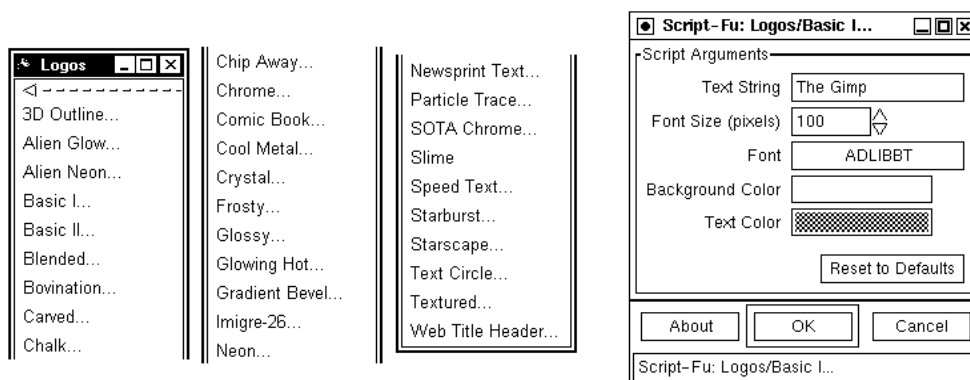 Logos
3D Outline...
Alien Glow...
Alien Neon...
Basic I...
Basic II...
Blended...
Bovination...
Carved...
Chalk...
Chip Away...
Chrome...
Comic Book...
Cool Metal...
Crystal...
Frosty...
Glossy...
Glowing Hot...
Gradient Bevel...
Imigre-26...
Neon...
Newsprint Text...
Particle Trace...
SOTA Chrome...
Slime
Speed Text...
Starburst...
Starscape...
Text Circle...
Textured...
Web Title Header...
Script-Fu: Logos/Basic I...
Script Arguments
Text String The Gimp
Font Size (pixels) 100
Font ADLIBBT
Background Color
Text Color
Reset to Defaults
About OK Cancel
Script-Fu: Logos/Basic I...